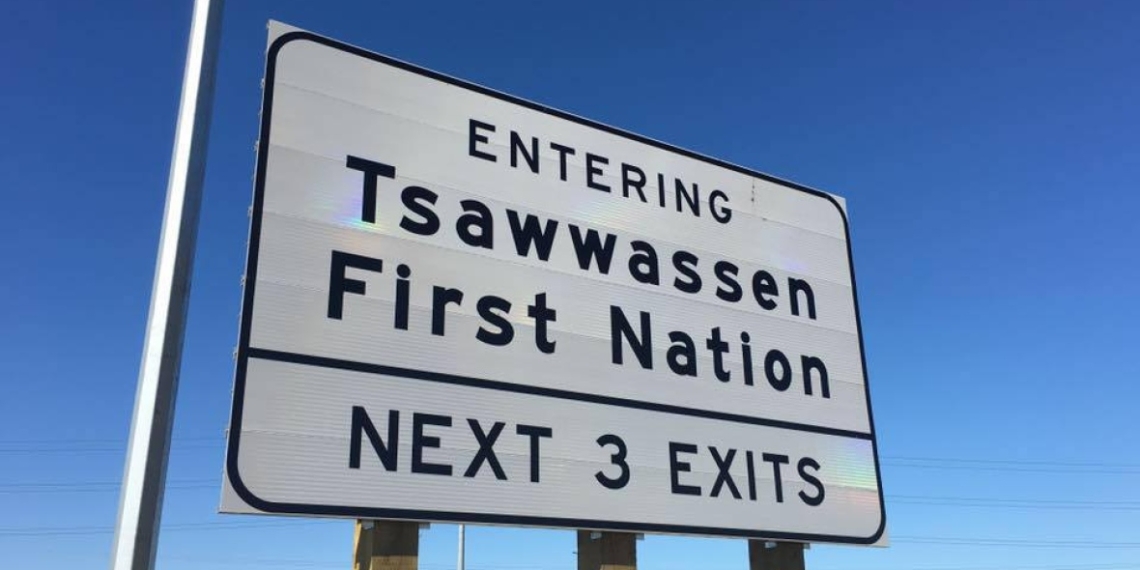 ENTERING
Tsawwassen
First Nation
NEXT 3 EXITS